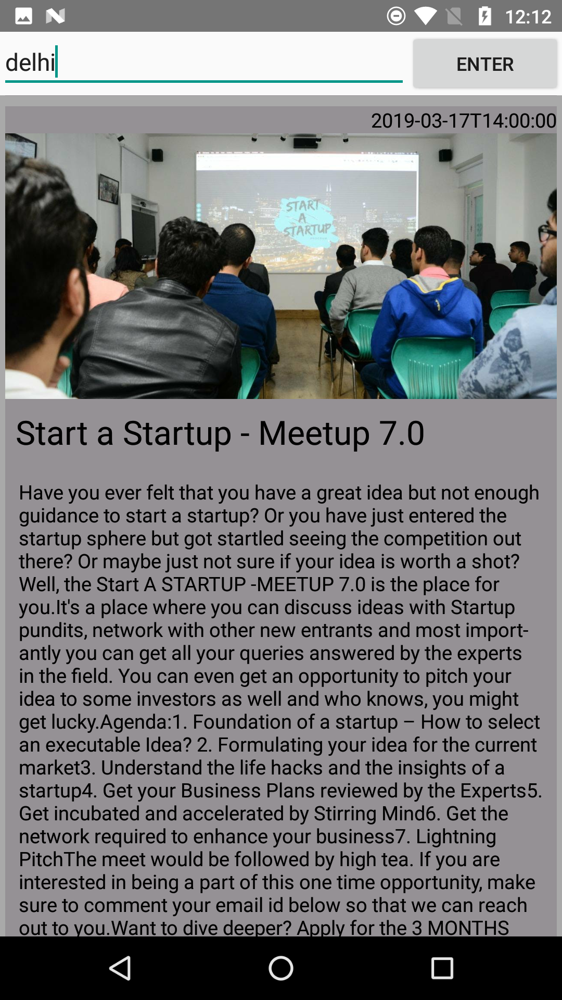 12:12
delhi
ENTER
2019-03-17T14:00:00
START
A
STARTUP
Start a Startup - Meetup 7.0
Have you ever felt that you have a great idea but not enough
guidance to start a startup? Or you have just entered the
startup sphere but got startled seeing the competition out
there? Or maybe just not sure if your idea is worth a shot?
Well, the Start A STARTUP -MEETUP 7.0 is the place for
you.It's a place where you can discuss ideas with Startup
pundits, network with other new entrants and most import-
antly you can get all your queries answered by the experts
in the field. You can even get an opportunity to pitch your
idea to some investors as well and who knows, you might
get lucky.Agenda:1. Foundation of a startup – How to select
an executable Idea? 2. Formulating your idea for the current
market3. Understand the life hacks and the insights of a
startup4. Get your Business Plans reviewed by the Experts5.
Get incubated and accelerated by Stirring Mind6. Get the
network required to enhance your business7. Lightning
PitchThe meet would be followed by high tea. If you are
interested in being a part of this one time opportunity, make
sure to comment your email id below so that we can reach
out to you.Want to dive deeper? Apply for the 3 MONTHS